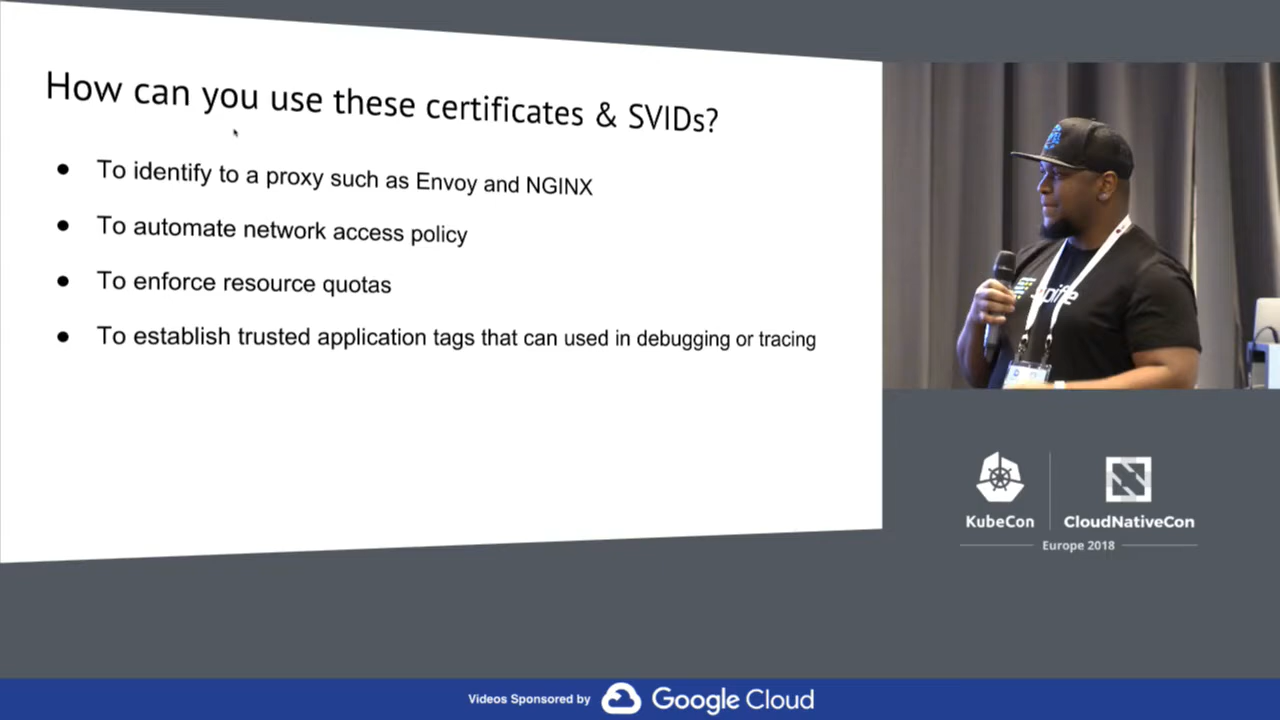 How can you use these certificates & SVIDs?
● To identify to a proxy such as Envoy and NGINX
● To automate network access policy
● To enforce resource quotas
● To establish trusted application tags that can used in debugging or tracing
spiffe
KubeCon
CloudNativeCon
Europe 2018
Videos Sponsored by Google Cloud